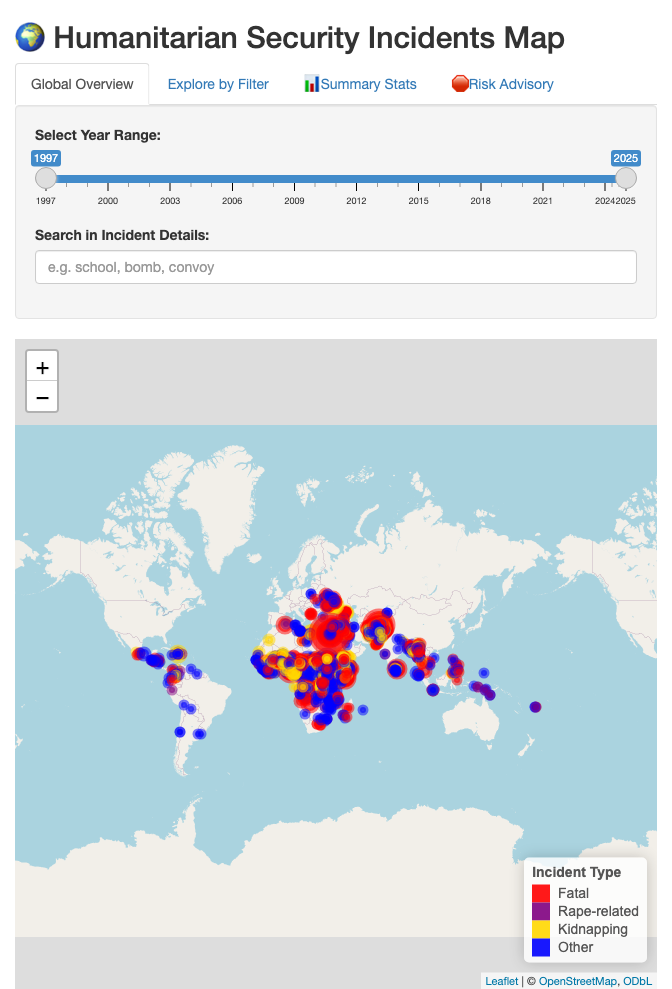 Humanitarian Security Incidents Map
Global Overview Explore by Filter Summary Stats Risk Advisory
Select Year Range:
1997 2025
1997 2000 2003 2006 2009 2012 2015 2018 2021 2024 2025
Search in Incident Details:
e.g. school, bomb, convoy
+
−
Incident Type
Fatal
Rape-related
Kidnapping
Other
Leaflet | © OpenStreetMap, ODbL